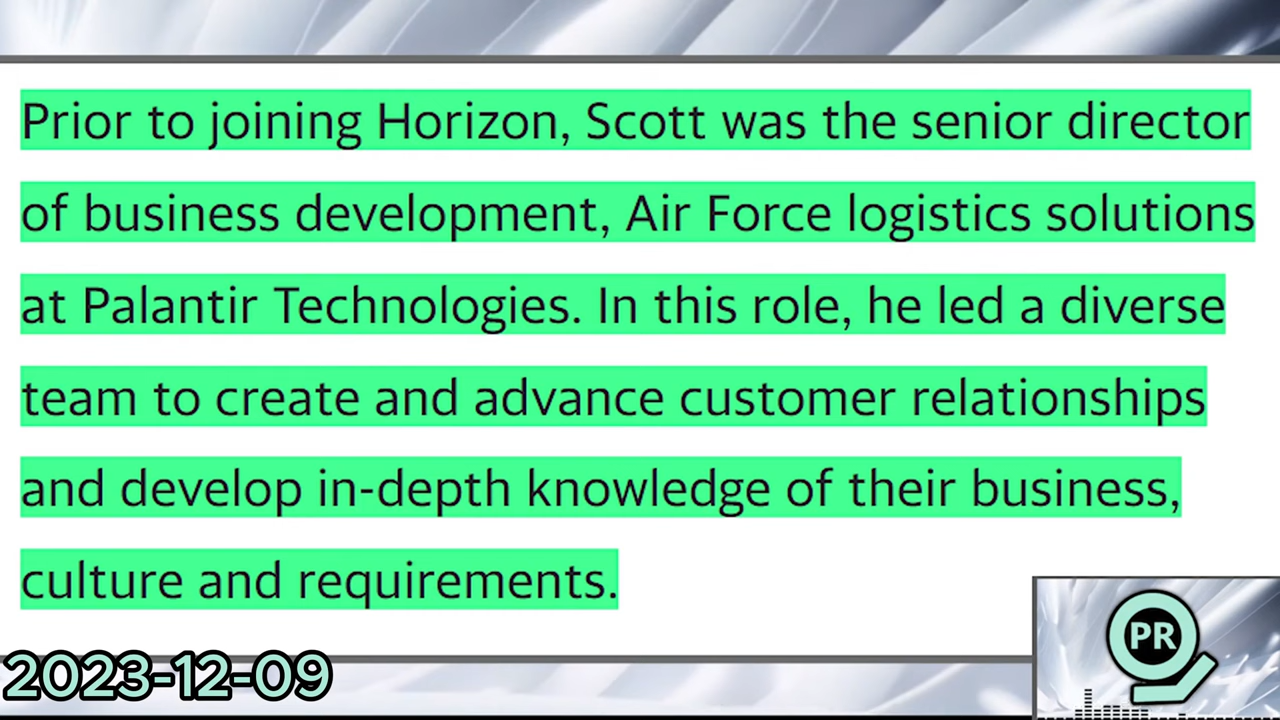 Prior to joining Horizon, Scott was the senior director
of business development, Air Force logistics solutions
at Palantir Technologies. In this role, he led a diverse
team to create and advance customer relationships
and develop in-depth knowledge of their business,
culture and requirements.
PR
2023-12-09